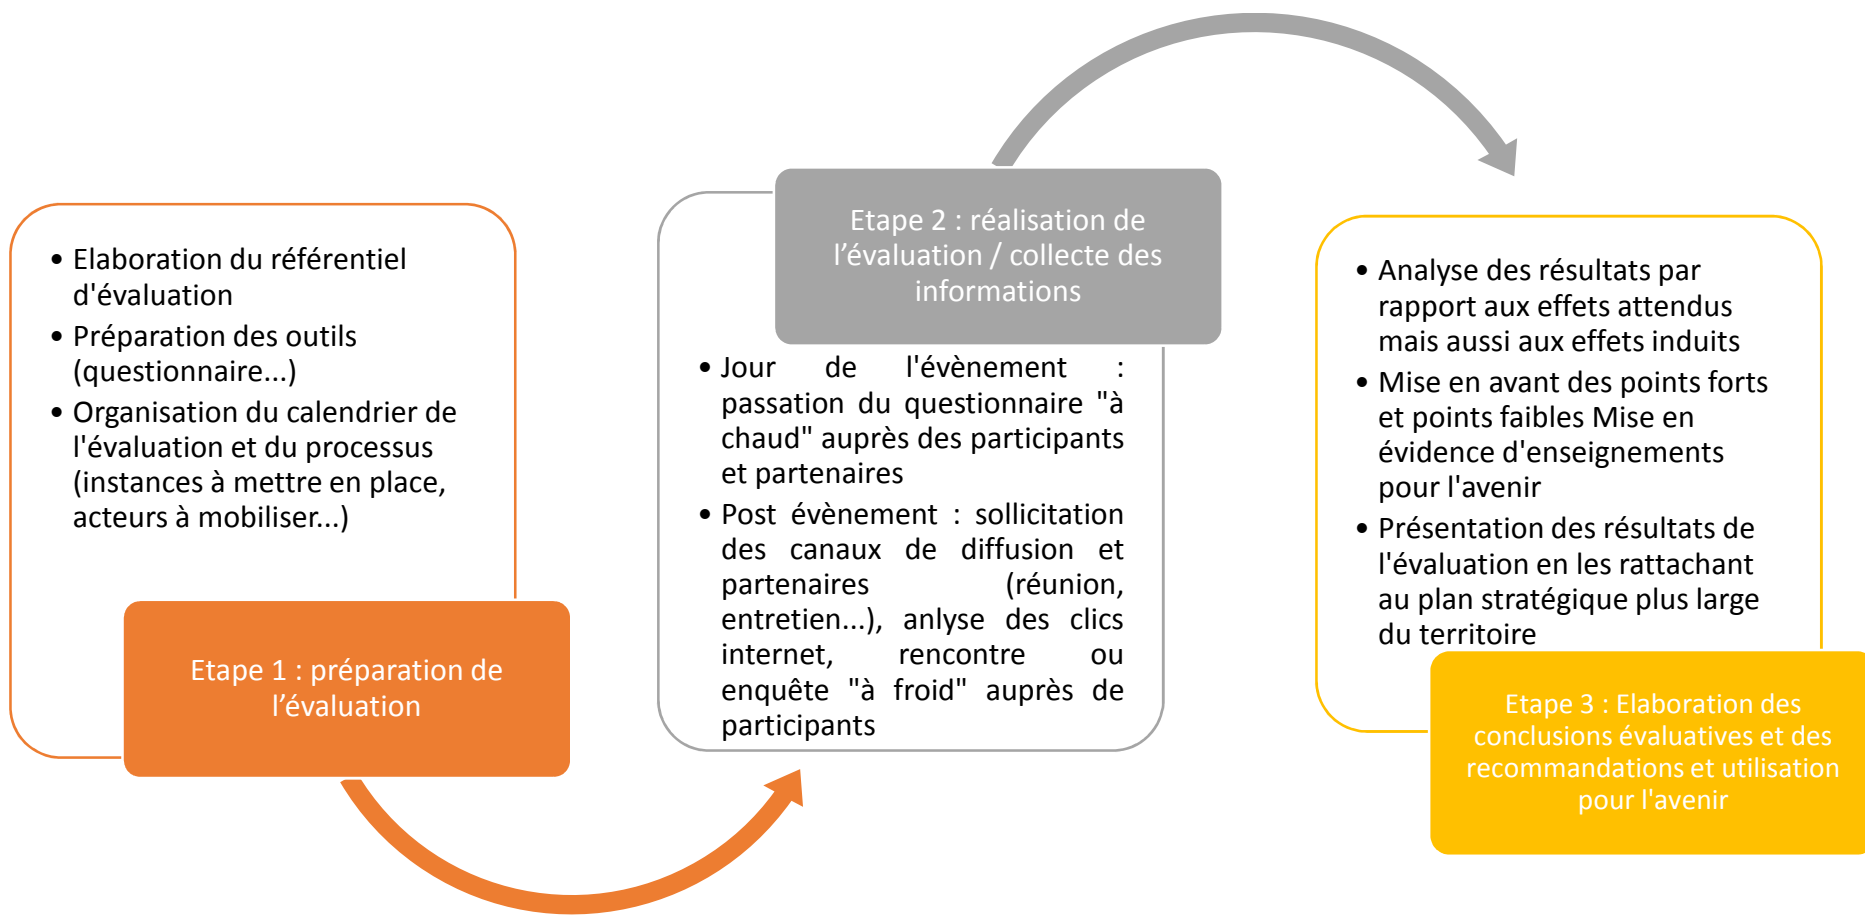 • Elaboration du référentiel
d'évaluation
• Préparation des outils
(questionnaire...)
• Organisation du calendrier de
l'évaluation et du processus
(instances à mettre en place,
acteurs à mobiliser...)
Etape 1 : préparation de
l’évaluation
Etape 2 : réalisation de
l’évaluation / collecte des
informations
• Jour de l'évènement :
passation du questionnaire "à
chaud" auprès des participants
et partenaires
• Post évènement : sollicitation
des canaux de diffusion et
partenaires (réunion,
entretien...), anlyse des clics
internet, rencontre ou
enquête "à froid" auprès de
participants
• Analyse des résultats par
rapport aux effets attendus
mais aussi aux effets induits
• Mise en avant des points forts
et points faibles Mise en
évidence d'enseignements
pour l'avenir
• Présentation des résultats de
l'évaluation en les rattachant
au plan stratégique plus large
du territoire
Etape 3 : Elaboration des
conclusions évaluatives et des
recommandations et utilisation
pour l'avenir